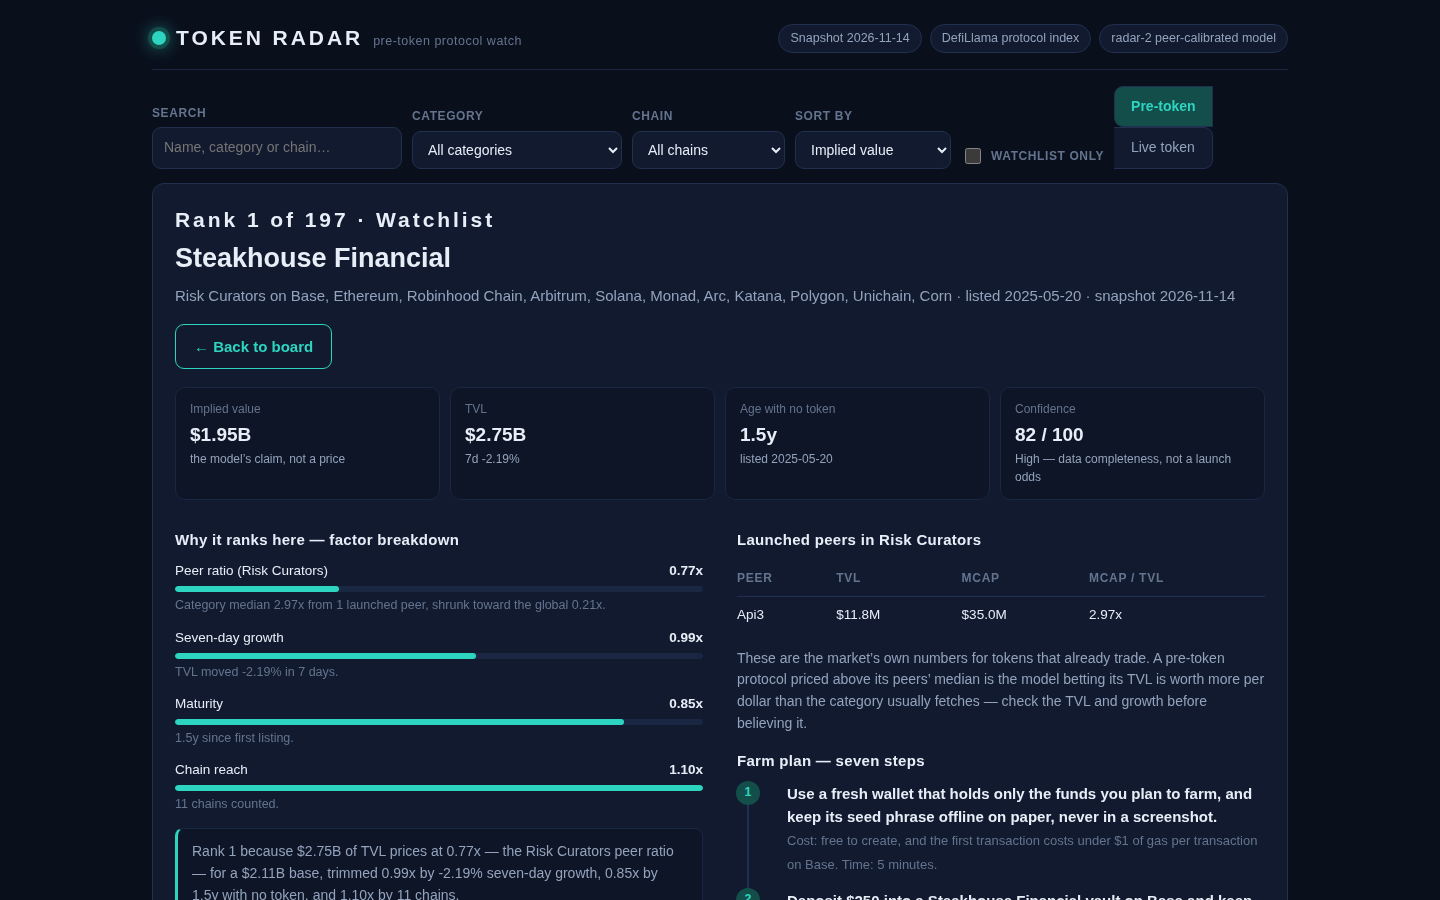 TOKEN RADAR pre-token protocol watch
Snapshot 2026-11-14
DefiLlama protocol index
radar-2 peer-calibrated model
SEARCH
Name, category or chain…
CATEGORY
All categories
CHAIN
All chains
SORT BY
Implied value
WATCHLIST ONLY
Pre-token
Live token
Rank 1 of 197 · Watchlist
Steakhouse Financial
Risk Curators on Base, Ethereum, Robinhood Chain, Arbitrum, Solana, Monad, Arc, Katana, Polygon, Unichain, Corn · listed 2025-05-20 · snapshot 2026-11-14
← Back to board
Implied value
$1.95B
the model’s claim, not a price
TVL
$2.75B
7d -2.19%
Age with no token
1.5y
listed 2025-05-20
Confidence
82 / 100
High — data completeness, not a launch
odds
Why it ranks here — factor breakdown
Peer ratio (Risk Curators) 0.77x
Category median 2.97x from 1 launched peer, shrunk toward the global 0.21x.
Seven-day growth 0.99x
TVL moved -2.19% in 7 days.
Maturity 0.85x
1.5y since first listing.
Chain reach 1.10x
11 chains counted.
Rank 1 because $2.75B of TVL prices at 0.77x — the Risk Curators peer ratio
— for a $2.11B base, trimmed 0.99x by -2.19% seven-day growth, 0.85x by
1.5y with no token, and 1.10x by 11 chains.
Launched peers in Risk Curators
PEER TVL MCAP MCAP / TVL
Api3 $11.8M $35.0M 2.97x
These are the market’s own numbers for tokens that already trade. A pre-token
protocol priced above its peers’ median is the model betting its TVL is worth more per
dollar than the category usually fetches — check the TVL and growth before
believing it.
Farm plan — seven steps
1
Use a fresh wallet that holds only the funds you plan to farm, and
keep its seed phrase offline on paper, never in a screenshot.
Cost: free to create, and the first transaction costs under $1 of gas per transaction
on Base. Time: 5 minutes.
2
Deposit $250 into a Steakhouse Financial vault on Base and keep